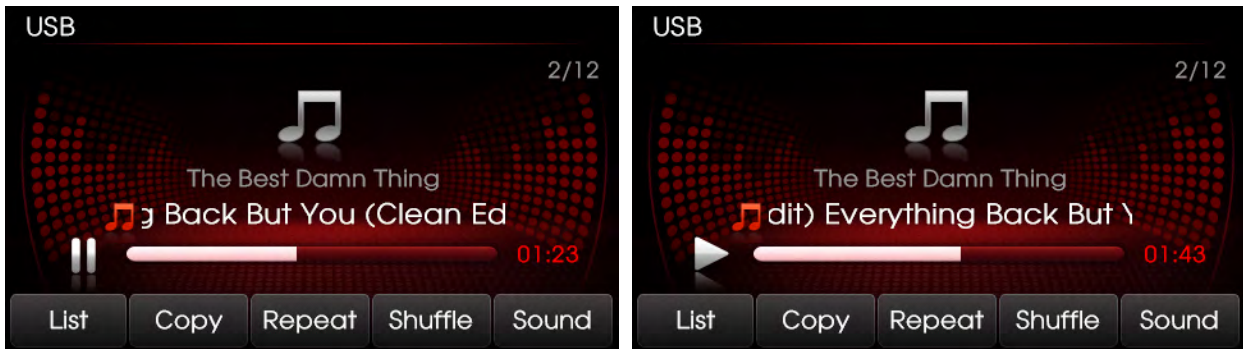 USB
2/12
The Best Damn Thing
g Back But You (Clean Ed
01:23
List Copy Repeat Shuffle Sound
USB
2/12
The Best Damn Thing
dit) Everything Back But Y
01:43
List Copy Repeat Shuffle Sound